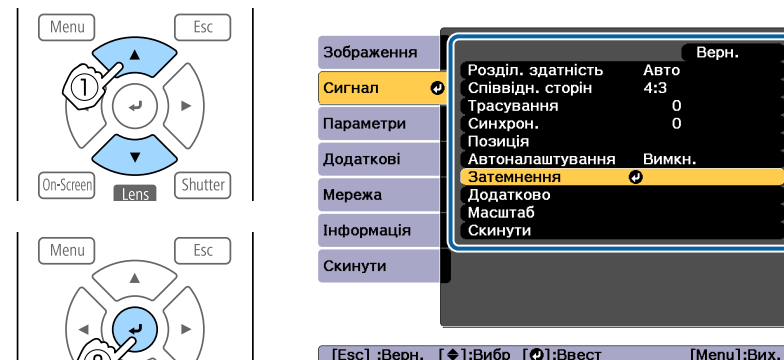 Menu
Esc
1
On-Screen
Lens
Shutter
Menu
Esc
Зображення
Сигнал
Параметри
Додаткові
Мережа
Інформація
Скинути
Верн.
Розділ. здатність Авто
Співвідн. сторін 4:3
Трасування 0
Синхрон. 0
Позиція
Автоналаштування Вимкн.
Затемнення
Додатково
Масштаб
Скинути
[Esc] :Верн. [◆]:Вибр [↵]:Ввест [Menu]:Вих.